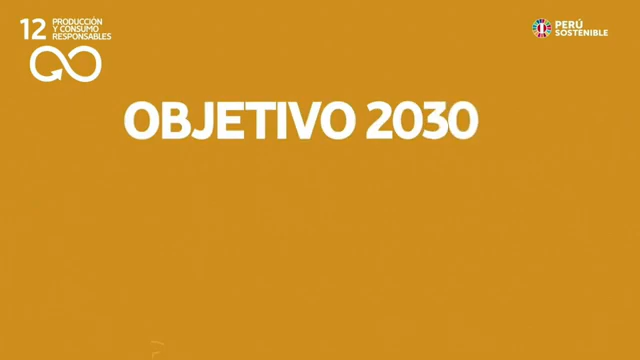 12 PRODUCCIÓN
Y CONSUMO
RESPONSABLES
PERÚ
SOSTENIBLE
OBJETIVO 2030